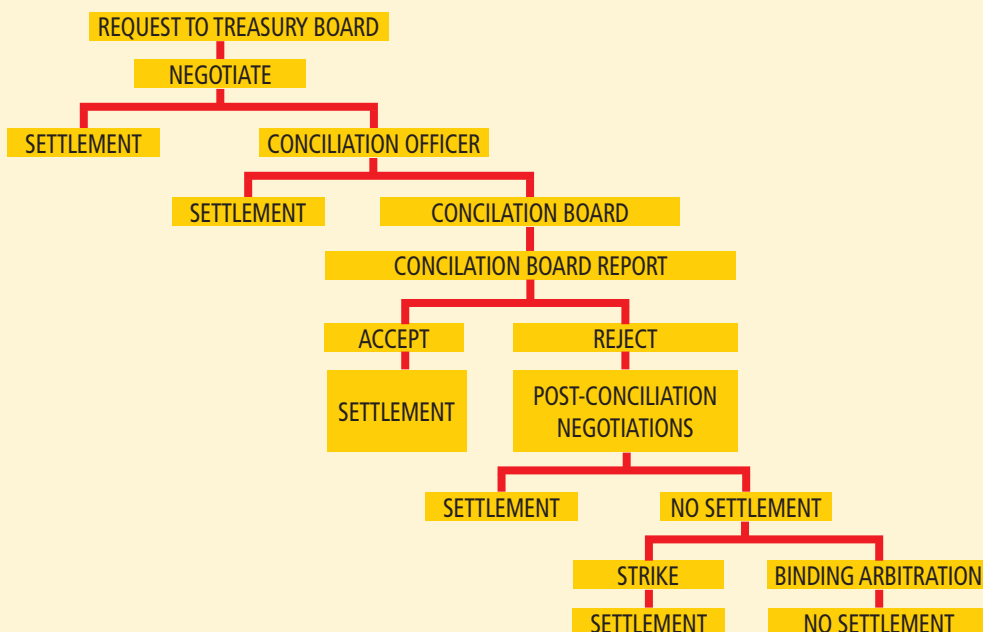 REQUEST TO TREASURY BOARD
NEGOTIATE
SETTLEMENT
CONCILIATION OFFICER
SETTLEMENT
CONCILATION BOARD
CONCILATION BOARD REPORT
ACCEPT
REJECT
SETTLEMENT
POST-CONCILIATION
NEGOTIATIONS
SETTLEMENT
NO SETTLEMENT
STRIKE
BINDING ARBITRATION
SETTLEMENT
NO SETTLEMENT